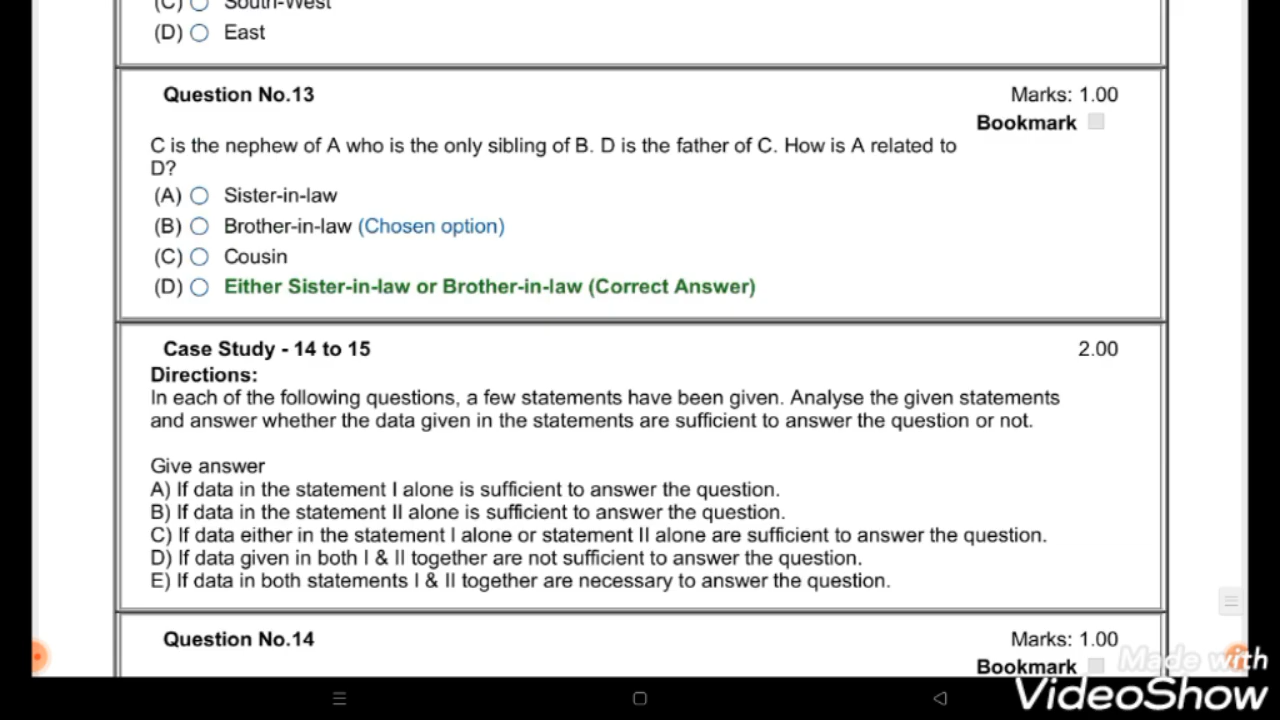 (C) South-West
(D) East
Question No.13
Marks: 1.00
Bookmark
C is the nephew of A who is the only sibling of B. D is the father of C. How is A related to
D?
(A) Sister-in-law
(B) Brother-in-law (Chosen option)
(C) Cousin
(D) Either Sister-in-law or Brother-in-law (Correct Answer)
Case Study - 14 to 15
2.00
Directions:
In each of the following questions, a few statements have been given. Analyse the given statements
and answer whether the data given in the statements are sufficient to answer the question or not.
Give answer
A) If data in the statement I alone is sufficient to answer the question.
B) If data in the statement II alone is sufficient to answer the question.
C) If data either in the statement I alone or statement II alone are sufficient to answer the question.
D) If data given in both I & II together are not sufficient to answer the question.
E) If data in both statements I & II together are necessary to answer the question.
Question No.14
Marks: 1.00
Bookmark
Made with
VideoShow